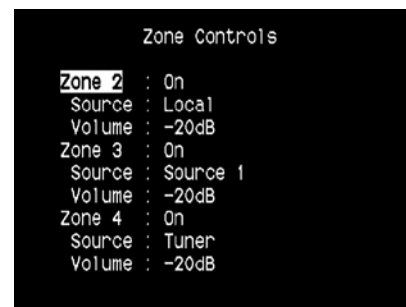 Zone Controls
Zone 2 : On
Source : Local
Volume : -20dB
Zone 3 : On
Source : Source 1
Volume : -20dB
Zone 4 : On
Source : Tuner
Volume : -20dB